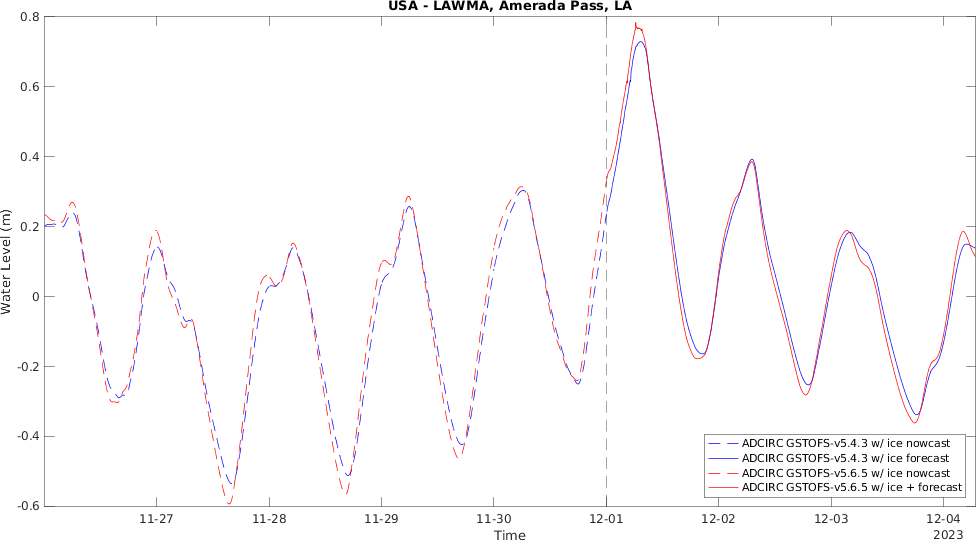 USA - LAWMA, Amerada Pass, LA
0.8
0.6
0.4
0.2
0
-0.2
-0.4
-0.6
Water Level (m)
11-27
11-28
11-29
11-30
12-01
12-02
12-03
12-04
Time
2023
ADCIRC GSTOFS-v5.4.3 w/ ice nowcast
ADCIRC GSTOFS-v5.4.3 w/ ice forecast
ADCIRC GSTOFS-v5.6.5 w/ ice nowcast
ADCIRC GSTOFS-v5.6.5 w/ ice + forecast